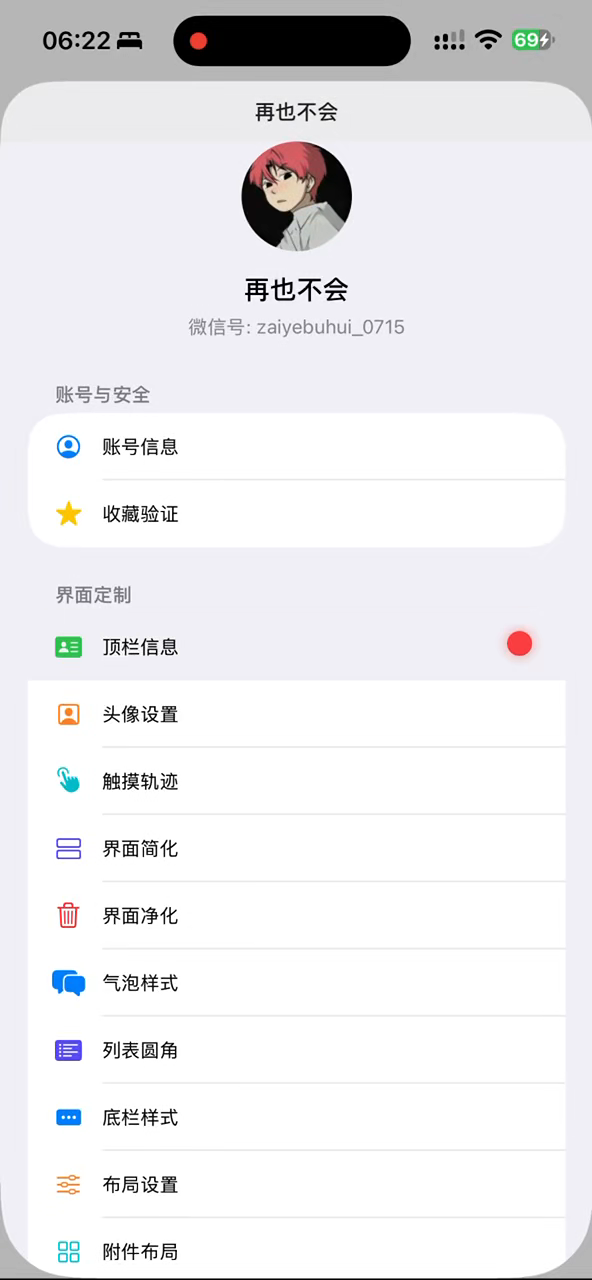 06:22
69
再也不会
再也不会
微信号: zaiyebuhui_0715
账号与安全
账号信息
收藏验证
界面定制
顶栏信息
头像设置
触摸轨迹
界面简化
界面净化
气泡样式
列表圆角
底栏样式
布局设置
附件布局